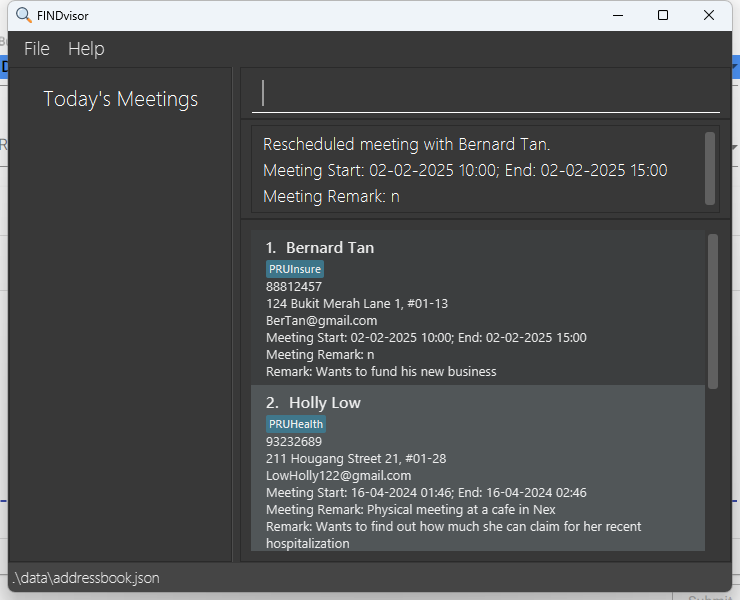 FINDvisor
File Help
Today's Meetings
Rescheduled meeting with Bernard Tan.
Meeting Start: 02-02-2025 10:00; End: 02-02-2025 15:00
Meeting Remark: n
1. Bernard Tan
PRUInsure
88812457
124 Bukit Merah Lane 1, #01-13
BerTan@gmail.com
Meeting Start: 02-02-2025 10:00; End: 02-02-2025 15:00
Meeting Remark: n
Remark: Wants to fund his new business
2. Holly Low
PRUHealth
93232689
211 Hougang Street 21, #01-28
LowHolly122@gmail.com
Meeting Start: 16-04-2024 01:46; End: 16-04-2024 02:46
Meeting Remark: Physical meeting at a cafe in Nex
Remark: Wants to find out how much she can claim for her recent
hospitalization
.\data\addressbook.json